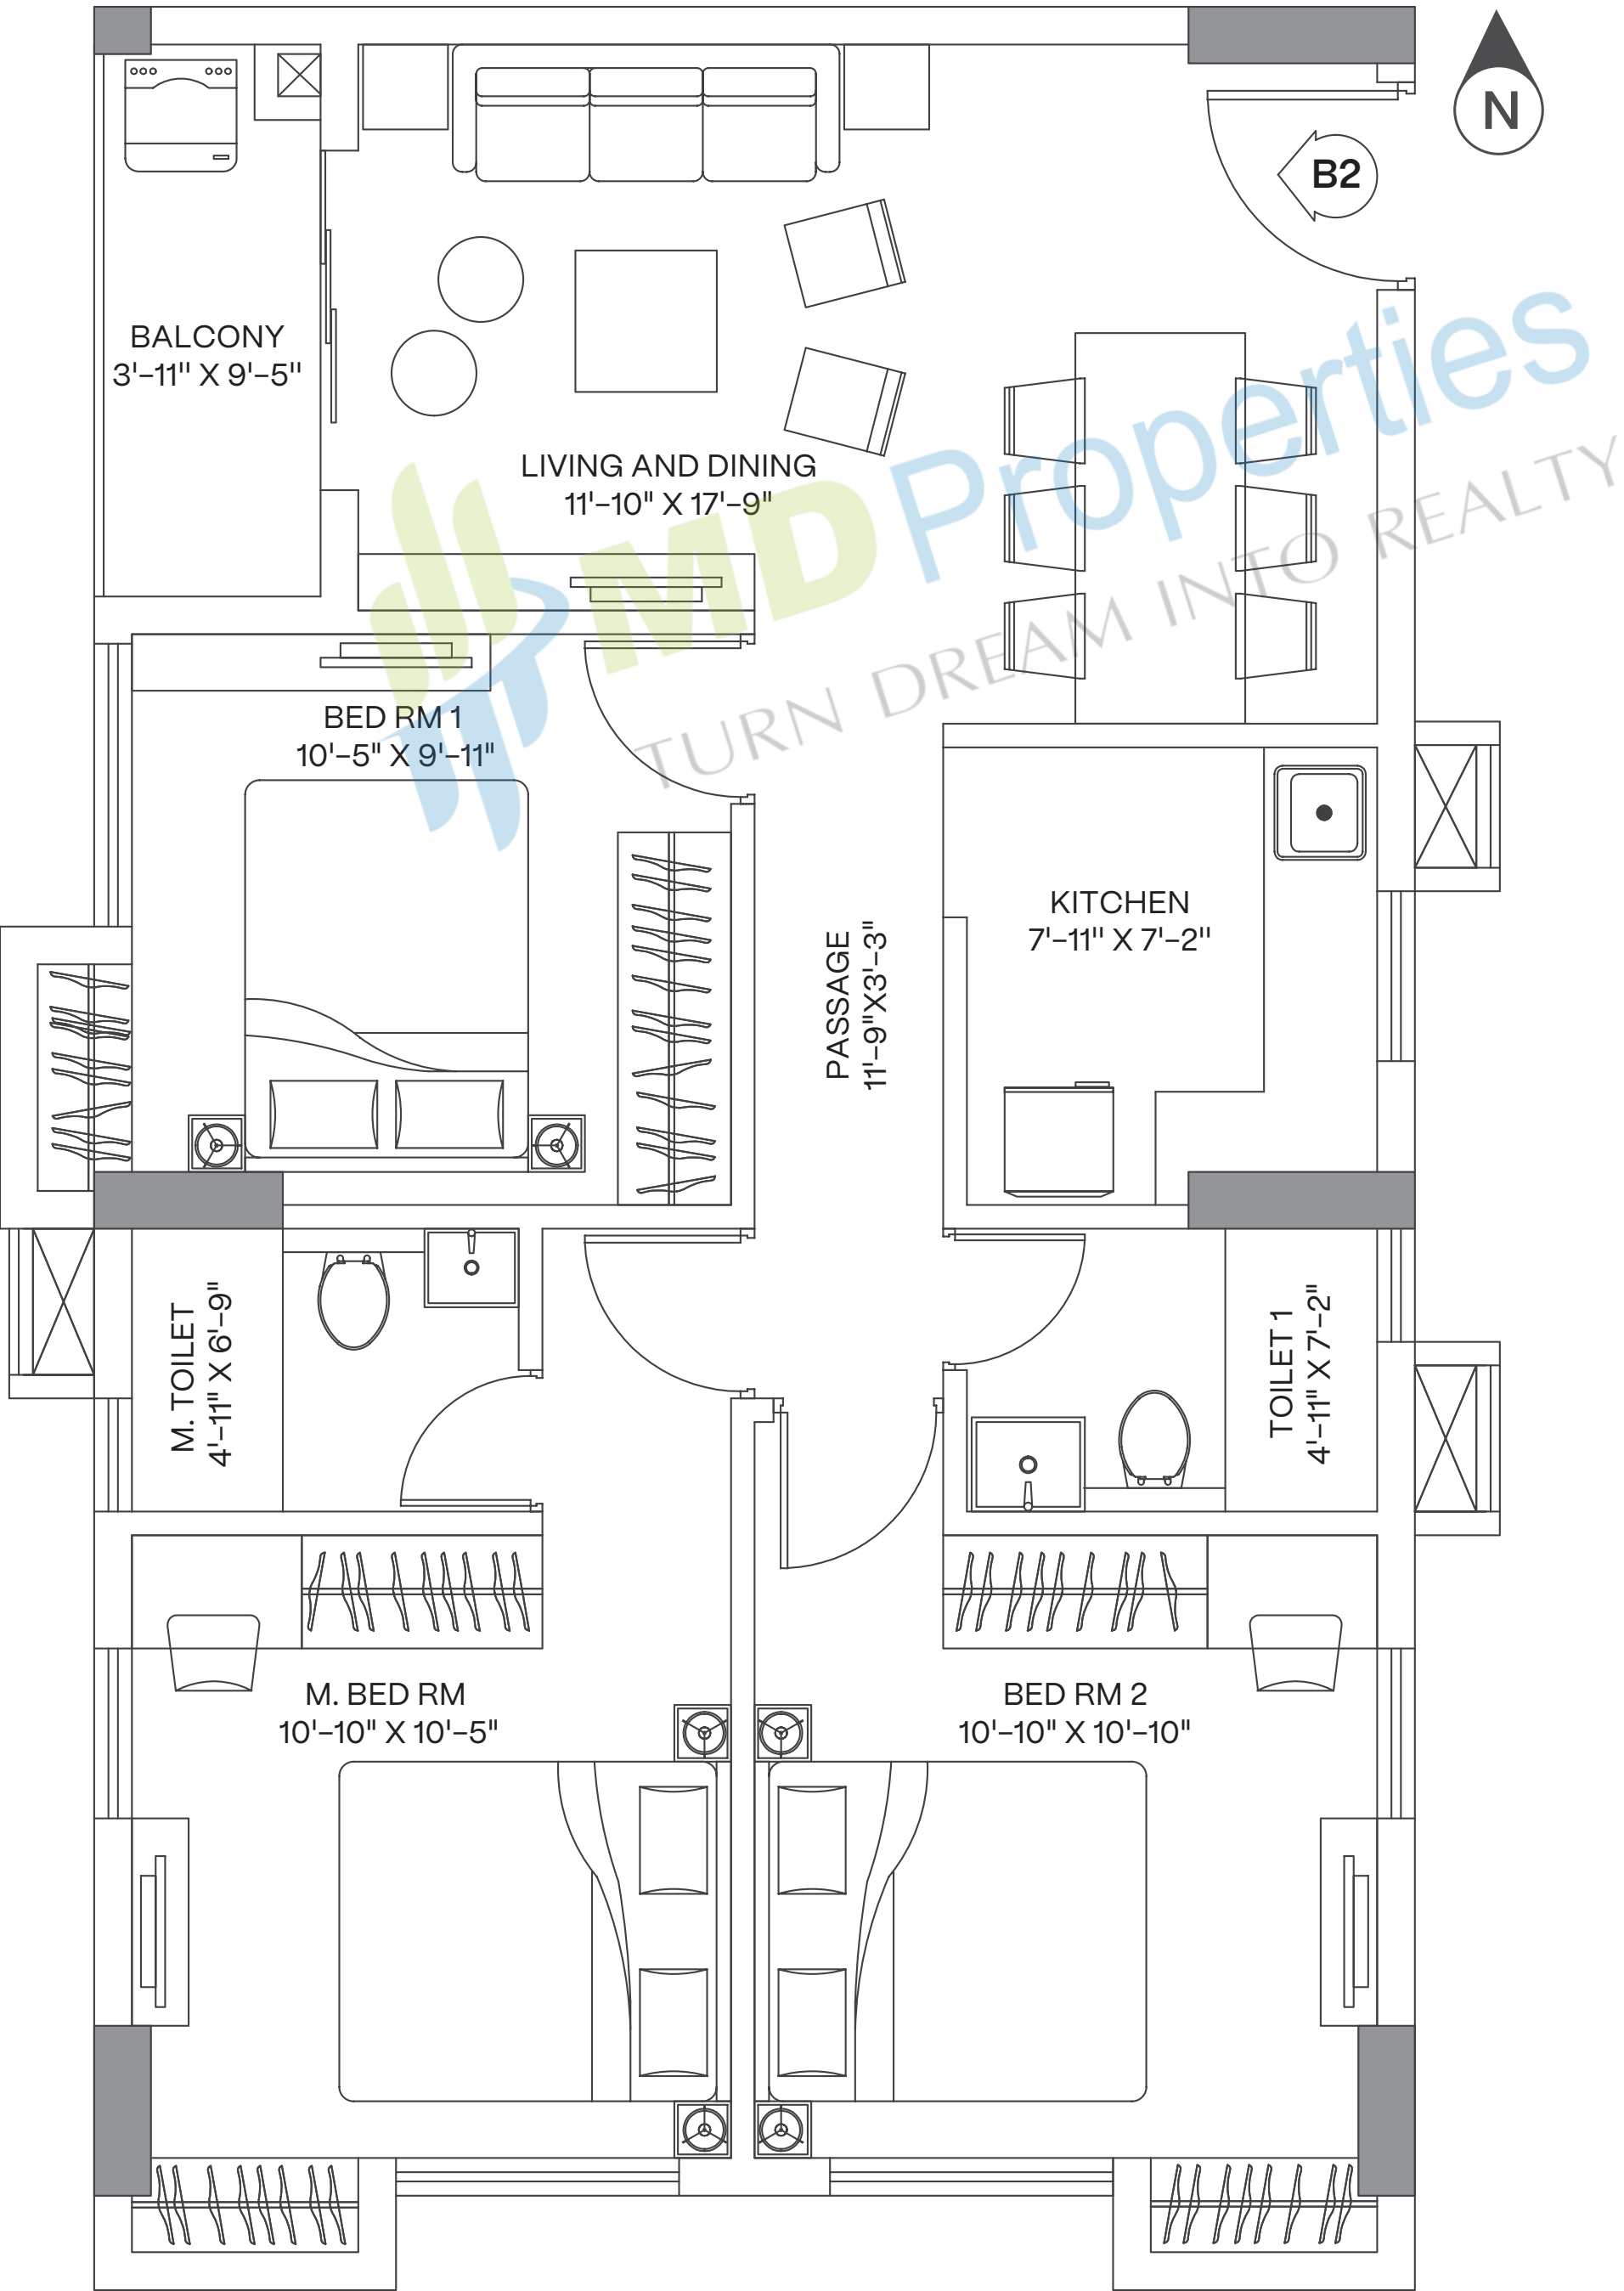 N
B2
BALCONY
3'–11" X 9'–5"
LIVING AND DINING
11'–10" X 17'–9"
MD Properties
TURN DREAM INTO REALTY
BED RM 1
10'–5" X 9'–11"
KITCHEN
7'–11" X 7'–2"
PASSAGE
11'–9"X3'–3"
M. TOILET
4'–11" X 6'–9"
TOILET 1
4'–11" X 7'–2"
M. BED RM
10'–10" X 10'–5"
BED RM 2
10'–10" X 10'–10"